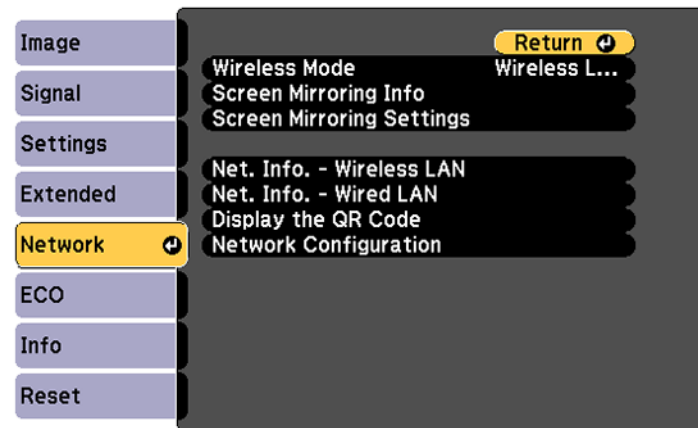 Image
Signal
Settings
Extended
Network
ECO
Info
Reset
Return
Wireless Mode Wireless L...
Screen Mirroring Info
Screen Mirroring Settings
Net. Info. - Wireless LAN
Net. Info. - Wired LAN
Display the QR Code
Network Configuration